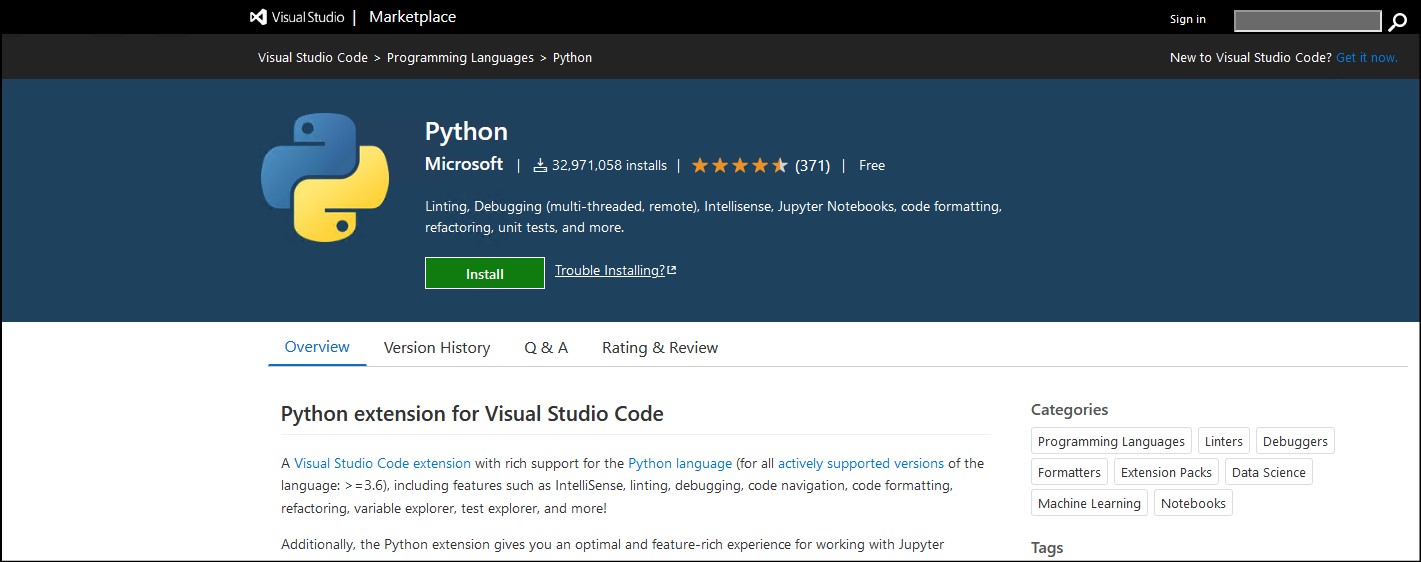 Visual Studio | Marketplace
Sign in
Visual Studio Code > Programming Languages > Python
New to Visual Studio Code? Get it now.
Python
Microsoft | 32,971,058 installs | (371) | Free
Linting, Debugging (multi-threaded, remote), Intellisense, Jupyter Notebooks, code formatting,
refactoring, unit tests, and more.
Install Trouble Installing?
Overview Version History Q & A Rating & Review
Python extension for Visual Studio Code
A Visual Studio Code extension with rich support for the Python language (for all actively supported versions of the
language: >=3.6), including features such as IntelliSense, linting, debugging, code navigation, code formatting,
refactoring, variable explorer, test explorer, and more!
Additionally, the Python extension gives you an optimal and feature-rich experience for working with Jupyter
Categories
Programming Languages Linters Debuggers
Formatters Extension Packs Data Science
Machine Learning Notebooks
Tags